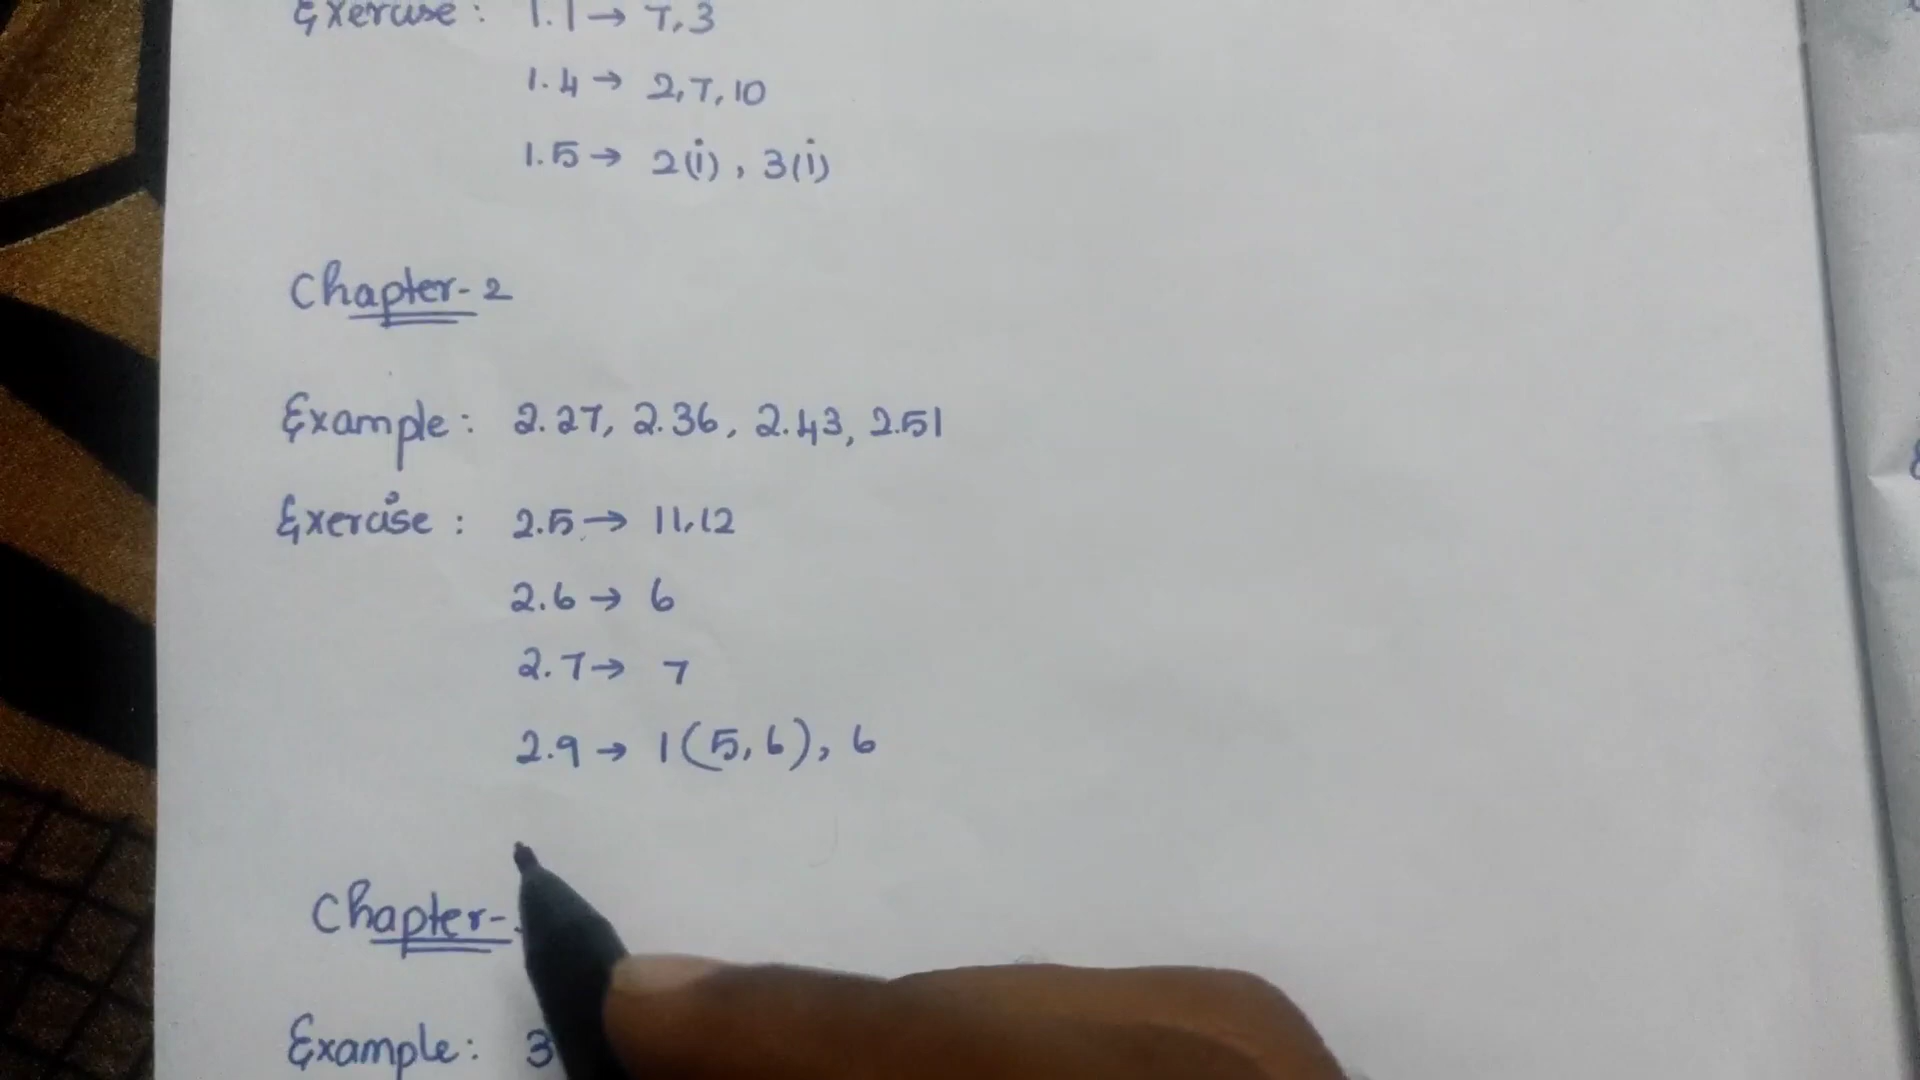 Exercise: 1.1→ 7,3
1.4→ 2,7,10
1.5→ 2(i), 3(i)
Chapter-2
Example: 2.27, 2.36, 2.43, 2.51
Exercise: 2.5→ 11,12
2.6→ 6
2.7→ 7
2.9→ 1(5,6), 6
Chapter-
Example: 3